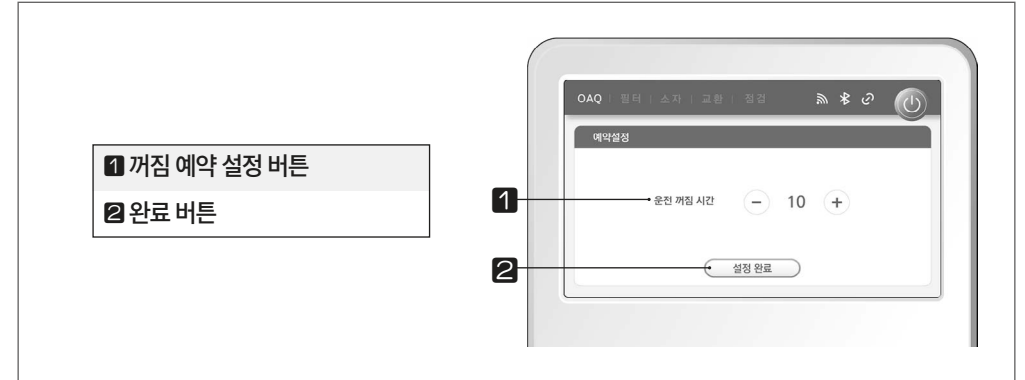 1 꺼짐 예약 설정 버튼
2 완료 버튼
OAQ | 필터 | 소자 | 교환 | 점검
예약설정
1 운전 꺼짐 시간 − 10 +
2 설정 완료